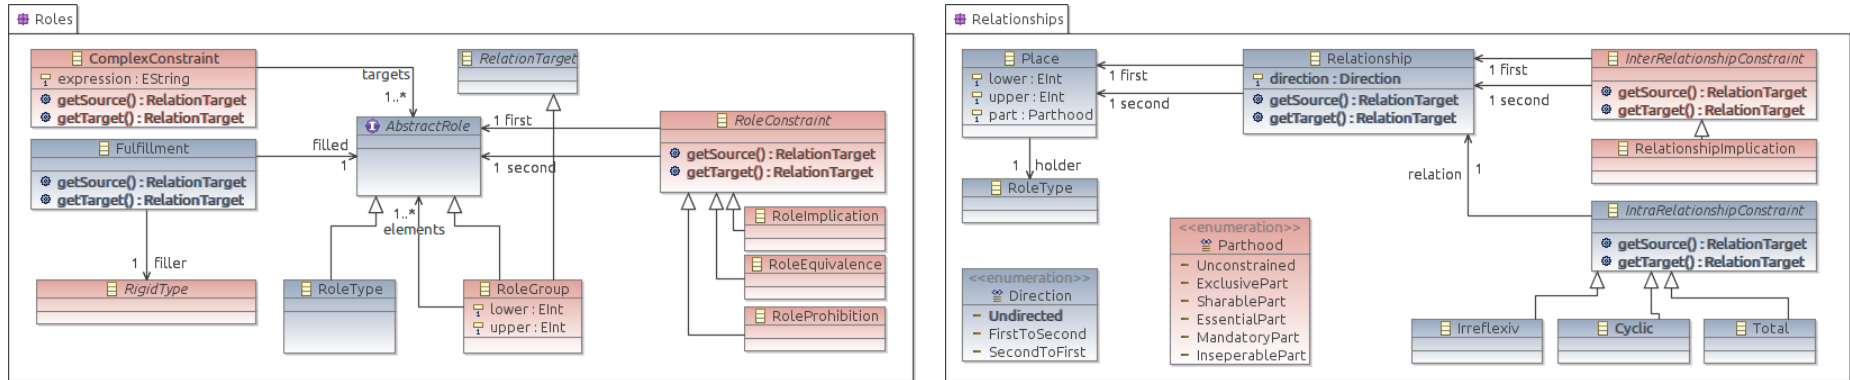 Roles
ComplexConstraint
expression : EString
getSource() : RelationTarget
getTarget() : RelationTarget
targets
1..*
RelationTarget
AbstractRole
Fulfillment
getSource() : RelationTarget
getTarget() : RelationTarget
filled
1
1 first
1 second
RoleConstraint
getSource() : RelationTarget
getTarget() : RelationTarget
1..*
elements
1 filler
RigidType
RoleType
RoleGroup
lower : EInt
upper : EInt
RoleImplication
RoleEquivalence
RoleProhibition
Relationships
Place
lower : EInt
upper : EInt
part : Parthood
1 first
1 second
Relationship
direction : Direction
getSource() : RelationTarget
getTarget() : RelationTarget
1 first
1 second
InterRelationshipConstraint
getSource() : RelationTarget
getTarget() : RelationTarget
RelationshipImplication
1 holder
RoleType
relation 1
IntraRelationshipConstraint
getSource() : RelationTarget
getTarget() : RelationTarget
<<enumeration>>
Direction
Undirected
FirstToSecond
SecondToFirst
<<enumeration>>
Parthood
Unconstrained
ExclusivePart
SharablePart
EssentialPart
MandatoryPart
InseperablePart
Irreflexiv
Cyclic
Total